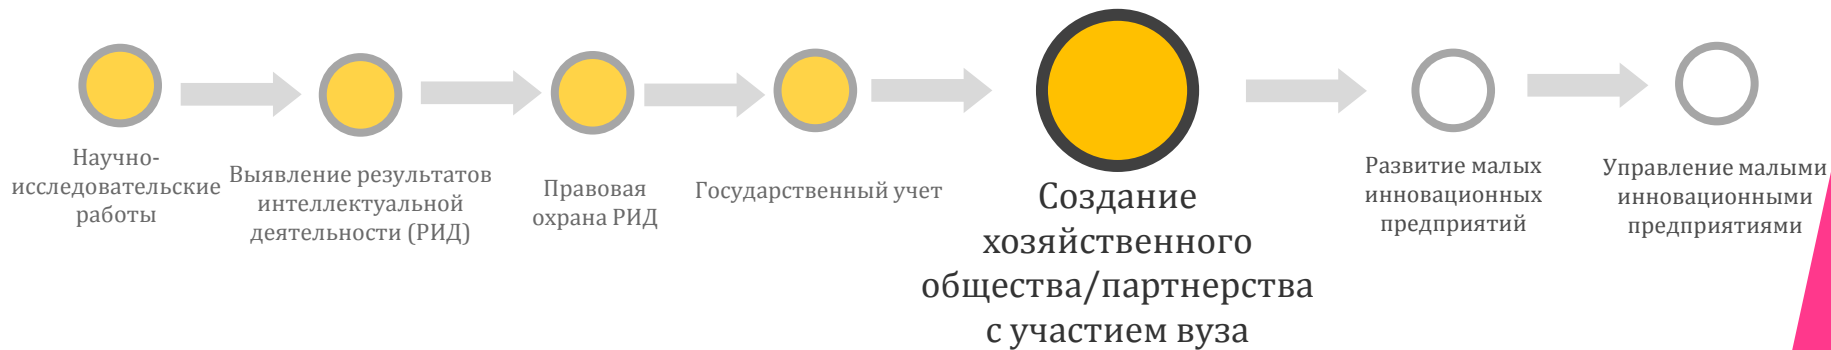 Научно-
исследовательские
работы
Выявление результатов
интеллектуальной
деятельности (РИД)
Правовая
охрана РИД
Государственный учет
Создание
хозяйственного
общества/партнерства
с участием вуза
Развитие малых
инновационных
предприятий
Управление малыми
инновационными
предприятиями